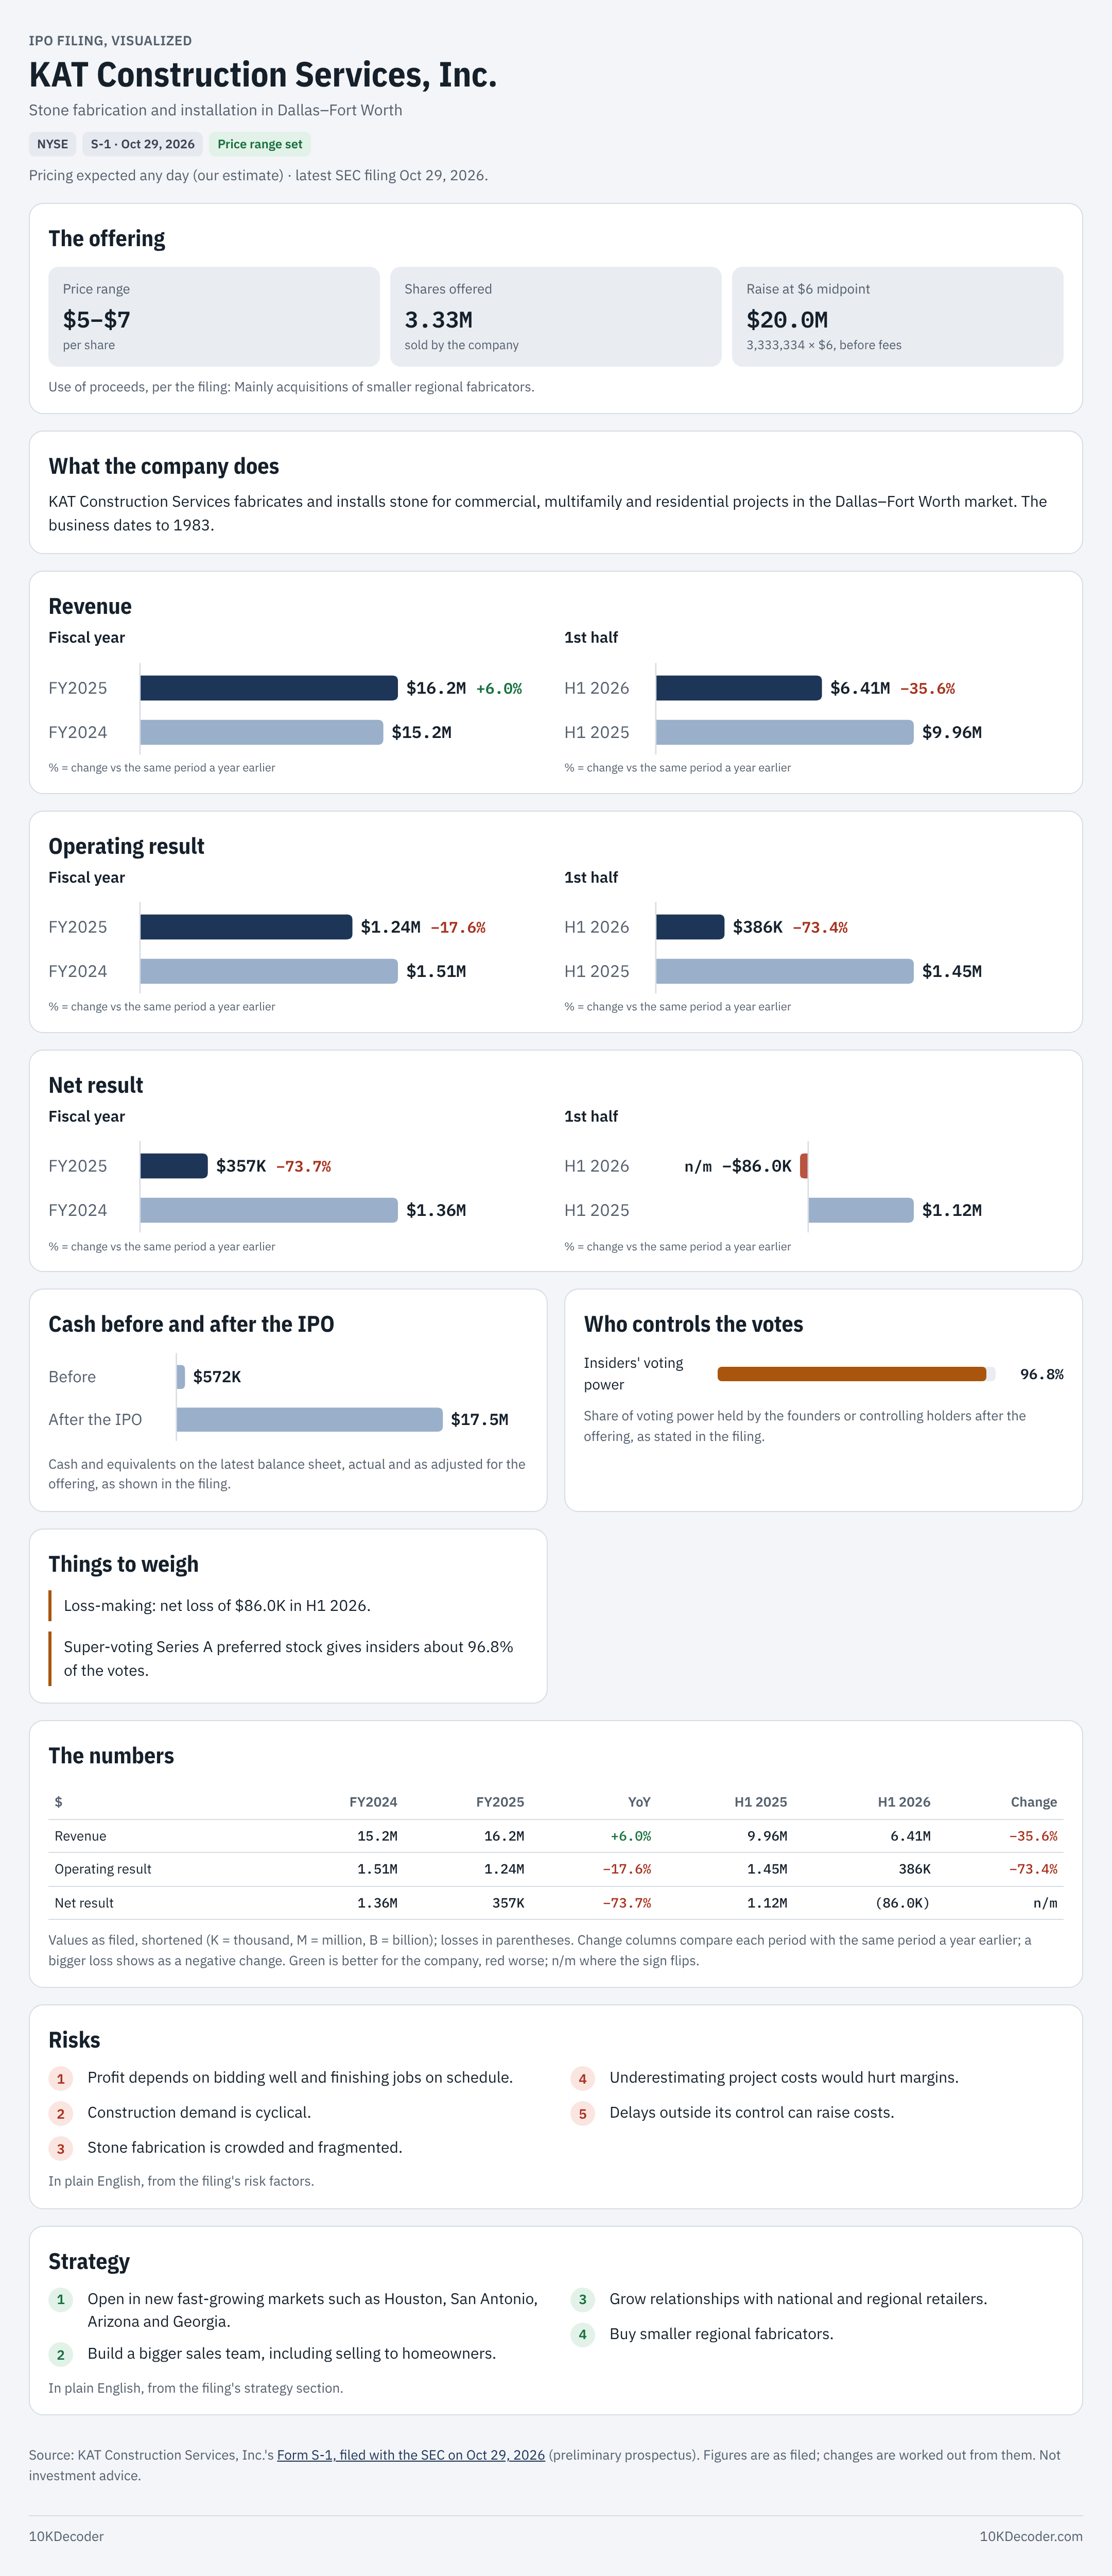 IPO FILING, VISUALIZED
KAT Construction Services, Inc.
Stone fabrication and installation in Dallas–Fort Worth
NYSE
S-1 · Oct 29, 2026
Price range set
Pricing expected any day (our estimate) · latest SEC filing Oct 29, 2026.
The offering
Price range
$5–$7
per share
Shares offered
3.33M
sold by the company
Raise at $6 midpoint
$20.0M
3,333,334 × $6, before fees
Use of proceeds, per the filing: Mainly acquisitions of smaller regional fabricators.
What the company does
KAT Construction Services fabricates and installs stone for commercial, multifamily and residential projects in the Dallas–Fort Worth market. The
business dates to 1983.
Revenue
Fiscal year
FY2025 $16.2M +6.0%
FY2024 $15.2M
% = change vs the same period a year earlier
1st half
H1 2026 $6.41M −35.6%
H1 2025 $9.96M
% = change vs the same period a year earlier
Operating result
Fiscal year
FY2025 $1.24M −17.6%
FY2024 $1.51M
% = change vs the same period a year earlier
1st half
H1 2026 $386K −73.4%
H1 2025 $1.45M
% = change vs the same period a year earlier
Net result
Fiscal year
FY2025 $357K −73.7%
FY2024 $1.36M
% = change vs the same period a year earlier
1st half
H1 2026 n/m −$86.0K
H1 2025 $1.12M
% = change vs the same period a year earlier
Cash before and after the IPO
Before $572K
After the IPO $17.5M
Cash and equivalents on the latest balance sheet, actual and as adjusted for the
offering, as shown in the filing.
Who controls the votes
Insiders' voting
power
96.8%
Share of voting power held by the founders or controlling holders after the
offering, as stated in the filing.
Things to weigh
Loss-making: net loss of $86.0K in H1 2026.
Super-voting Series A preferred stock gives insiders about 96.8%
of the votes.
The numbers
$ FY2024 FY2025 YoY H1 2025 H1 2026 Change
Revenue 15.2M 16.2M +6.0% 9.96M 6.41M −35.6%
Operating result 1.51M 1.24M −17.6% 1.45M 386K −73.4%
Net result 1.36M 357K −73.7% 1.12M (86.0K) n/m
Values as filed, shortened (K = thousand, M = million, B = billion); losses in parentheses. Change columns compare each period with the same period a year earlier; a
bigger loss shows as a negative change. Green is better for the company, red worse; n/m where the sign flips.
Risks
1 Profit depends on bidding well and finishing jobs on schedule.
2 Construction demand is cyclical.
3 Stone fabrication is crowded and fragmented.
4 Underestimating project costs would hurt margins.
5 Delays outside its control can raise costs.
In plain English, from the filing's risk factors.
Strategy
1 Open in new fast-growing markets such as Houston, San Antonio,
Arizona and Georgia.
2 Build a bigger sales team, including selling to homeowners.
3 Grow relationships with national and regional retailers.
4 Buy smaller regional fabricators.
In plain English, from the filing's strategy section.
Source: KAT Construction Services, Inc.'s Form S-1, filed with the SEC on Oct 29, 2026 (preliminary prospectus). Figures are as filed; changes are worked out from them. Not
investment advice.
10KDecoder
10KDecoder.com